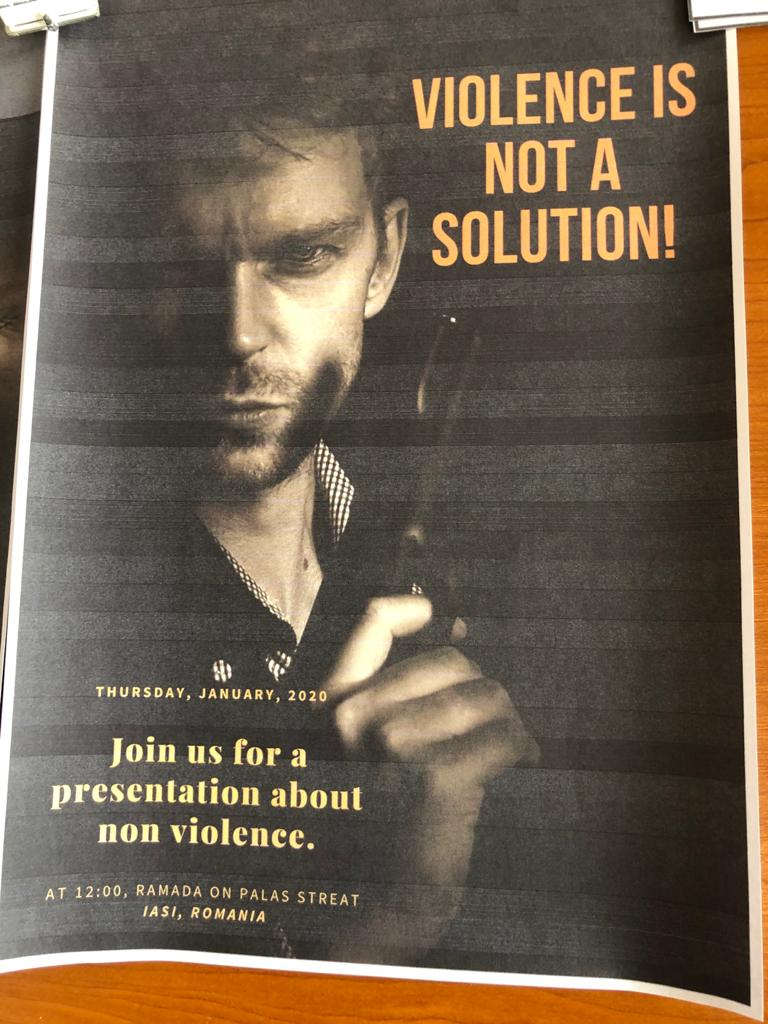 VIOLENCE IS
NOT A
SOLUTION!
THURSDAY, JANUARY, 2020
Join us for a
presentation about
non violence.
AT 12:00, RAMADA ON PALAS STREAT
IASI, ROMANIA